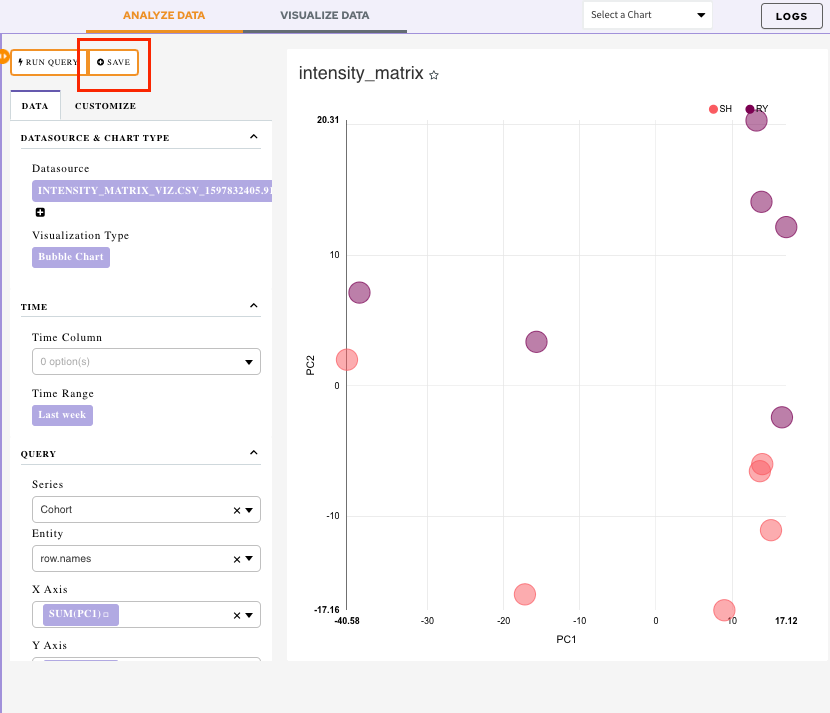 ANALYZE DATA
VISUALIZE DATA
Select a Chart
LOGS
RUN QUERY
SAVE
DATA
CUSTOMIZE
DATASOURCE & CHART TYPE
Datasource
INTENSITY_MATRIX_VIZ.CSV_1597832405.91
Visualization Type
Bubble Chart
TIME
Time Column
0 option(s)
Time Range
Last week
QUERY
Series
Cohort
Entity
row.names
X Axis
SUM(PC1)
Y Axis
intensity_matrix
SH
RY
20.31
10
0
-10
-17.16
PC2
-40.58
-30
-20
-10
0
10
17.12
PC1